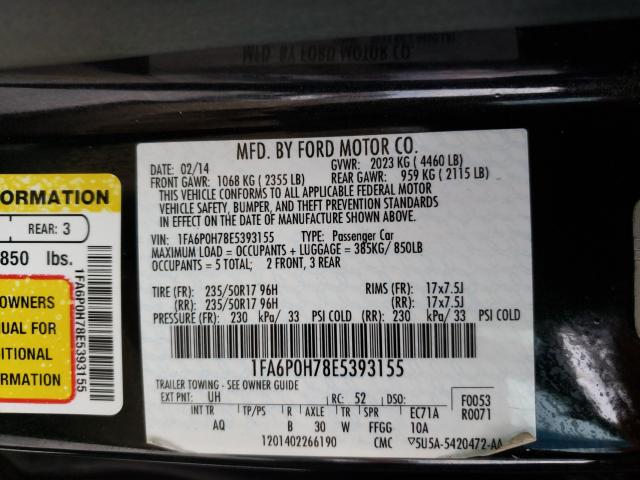 MFD. BY FORD MOTOR CO.
DATE: 02/14
GVWR: 2023 KG ( 4460 LB)
FRONT GAWR: 1068 KG ( 2355 LB)
REAR GAWR: 959 KG ( 2115 LB)
THIS VEHICLE CONFORMS TO ALL APPLICABLE FEDERAL MOTOR
VEHICLE SAFETY, BUMPER, AND THEFT PREVENTION STANDARDS
IN EFFECT ON THE DATE OF MANUFACTURE SHOWN ABOVE.
VIN: 1FA6P0H78E5393155 TYPE: Passenger Car
MAXIMUM LOAD = OCCUPANTS + LUGGAGE = 385KG/ 850LB
OCCUPANTS = 5 TOTAL; 2 FRONT, 3 REAR
TIRE (FR): 235/50R17 96H RIMS (FR): 17x7.5J
(RR): 235/50R17 96H (RR): 17x7.5J
PRESSURE (FR): 230 kPa/ 33 PSI COLD (RR): 230 kPa/ 33 PSI COLD
1FA6P0H78E5393155
TRAILER TOWING - SEE OWNER GUIDE
EXT PNT: UH RC: 52 DSO: F0053
R0071
INT TR TP/PS R AXLE TR SPR EC71A
AQ B 30 W FFGG 10A
1201402266190 CMC 5U5A-5420472-AA
FORMATION
REAR: 3
850 lbs.
OWNERS
UAL FOR
ITIONAL
FORMATION
1FA6P0H78E5393155
MFD. BY FORD MOTOR CO.